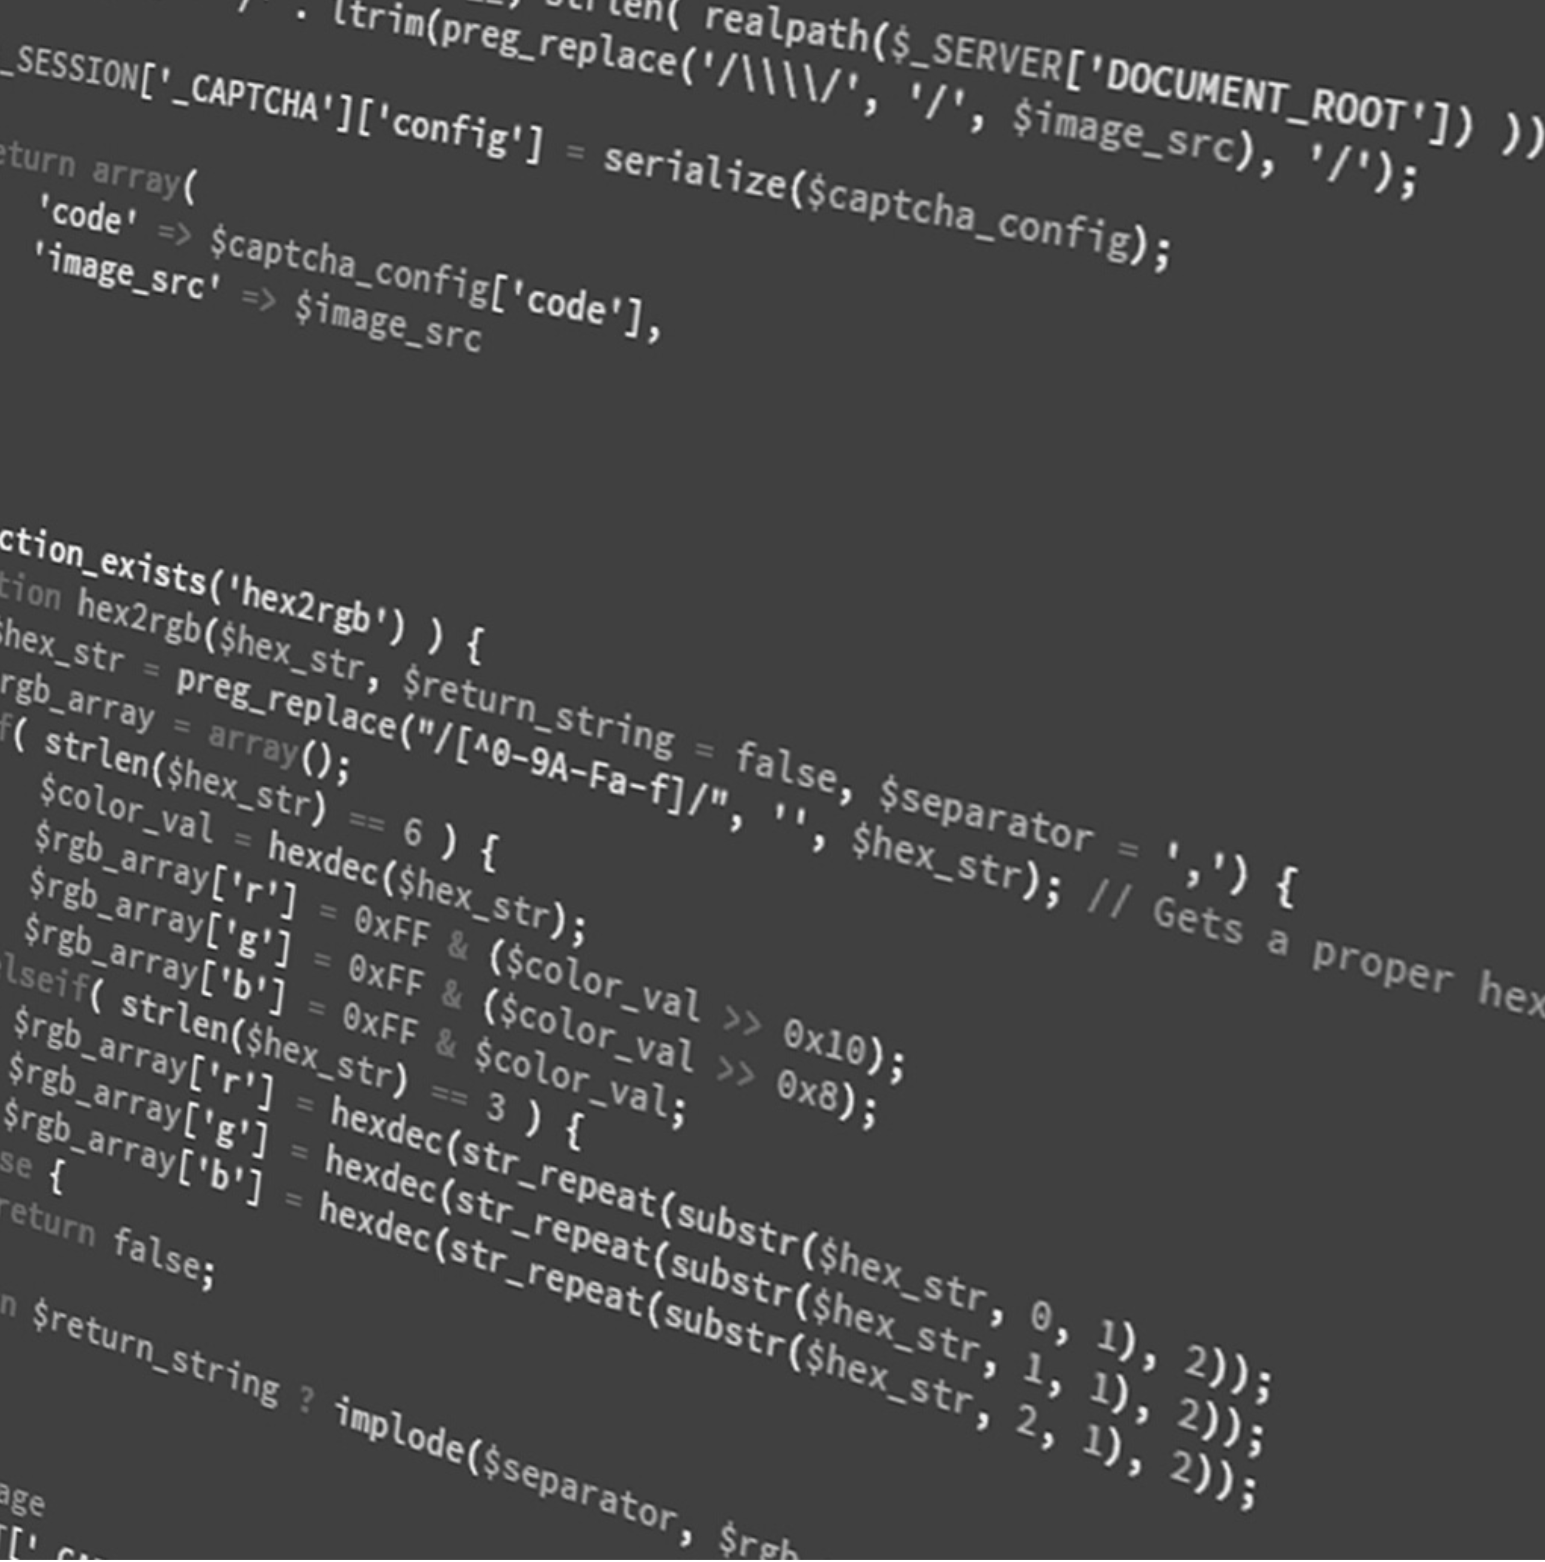 strlen( realpath($_SERVER['DOCUMENT_ROOT']) ))
. ltrim(preg_replace('/\\\\/', '/', $image_src), '/');
_SESSION['_CAPTCHA']['config'] = serialize($captcha_config);
eturn array(
'code' => $captcha_config['code'],
'image_src' => $image_src
ction_exists('hex2rgb') ) {
tion hex2rgb($hex_str, $return_string = false, $separator = ',') {
$hex_str = preg_replace("/[^0-9A-Fa-f]/", '', $hex_str); // Gets a proper hex
rgb_array = array();
f( strlen($hex_str) == 6 ) {
$color_val = hexdec($hex_str);
$rgb_array['r'] = 0xFF & ($color_val >> 0x10);
$rgb_array['g'] = 0xFF & ($color_val >> 0x8);
$rgb_array['b'] = 0xFF & $color_val;
lseif( strlen($hex_str) == 3 ) {
$rgb_array['r'] = hexdec(str_repeat(substr($hex_str, 0, 1), 2));
$rgb_array['g'] = hexdec(str_repeat(substr($hex_str, 1, 1), 2));
$rgb_array['b'] = hexdec(str_repeat(substr($hex_str, 2, 1), 2));
se {
return false;
n $return_string ? implode($separator, $rgb
age